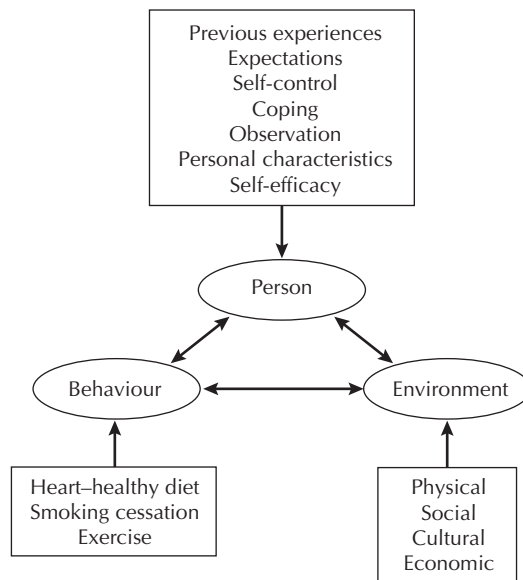 Previous experiences
Expectations
Self-control
Coping
Observation
Personal characteristics
Self-efficacy
Person
Behaviour
Environment
Heart–healthy diet
Smoking cessation
Exercise
Physical
Social
Cultural
Economic